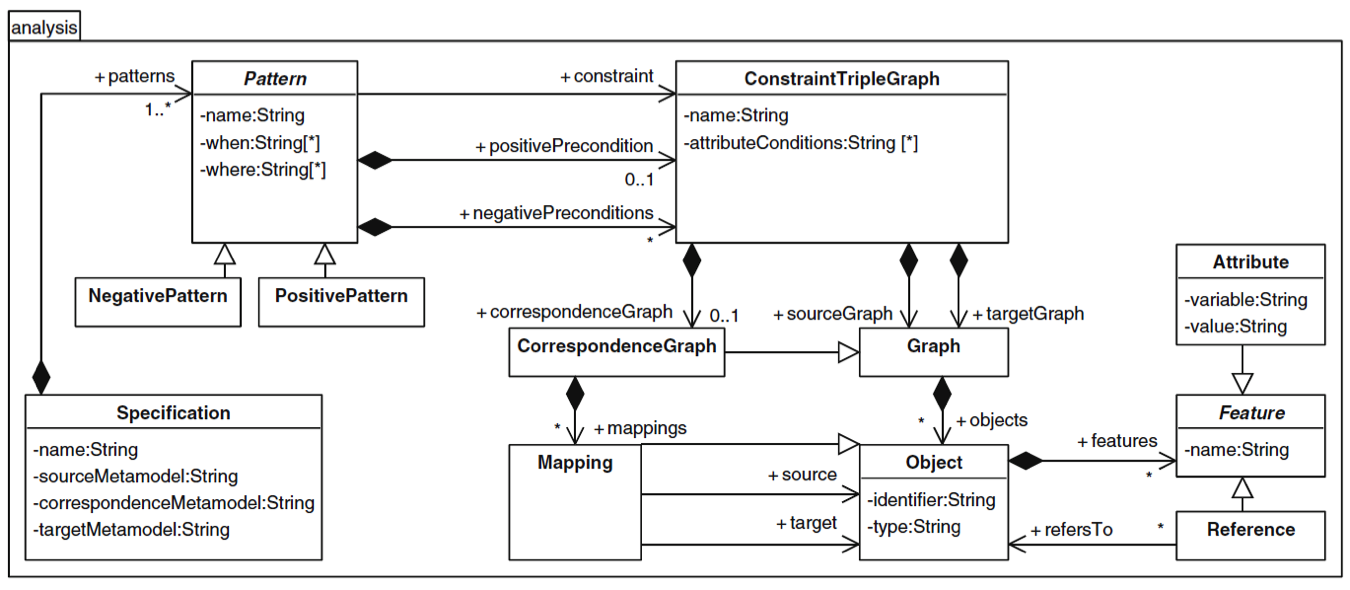 analysis
+ patterns
1..*
Pattern
-name:String
-when:String[*]
-where:String[*]
+ constraint
+ positivePrecondition
0..1
+ negativePreconditions
*
ConstraintTripleGraph
-name:String
-attributeConditions:String [*]
NegativePattern
PositivePattern
+ correspondenceGraph
0..1
+ sourceGraph
+ targetGraph
Attribute
-variable:String
-value:String
CorrespondenceGraph
Graph
Specification
-name:String
-sourceMetamodel:String
-correspondenceMetamodel:String
-targetMetamodel:String
*
+ mappings
*
+ objects
Feature
-name:String
Mapping
+ source
+ target
Object
-identifier:String
-type:String
+ features
*
+ refersTo
*
Reference